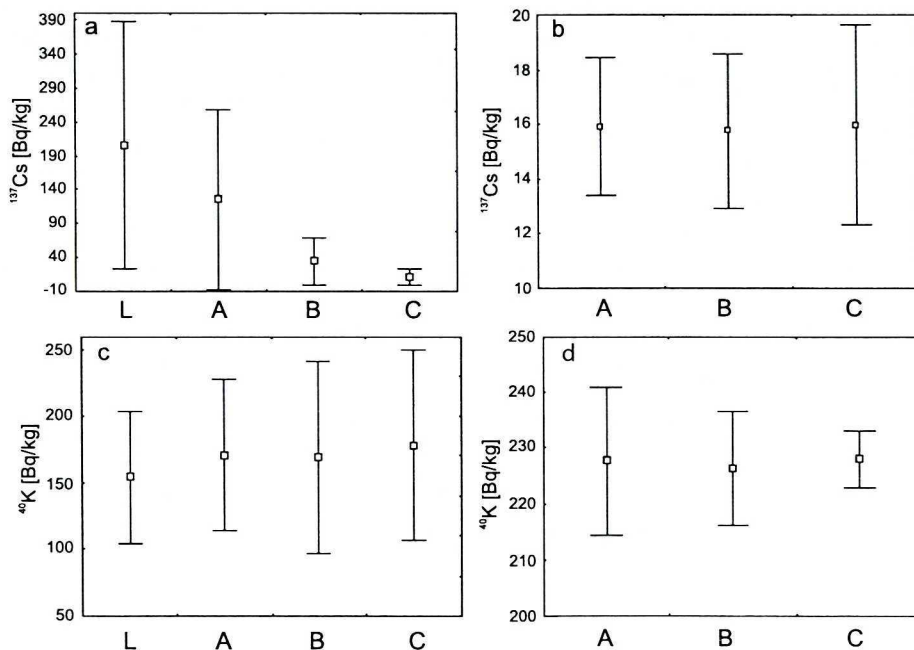 a
¹³⁷Cs [Bq/kg]
390
340
290
240
190
140
90
40
-10
L A B C
b
¹³⁷Cs [Bq/kg]
20
18
16
14
12
10
A B C
c
⁴⁰K [Bq/kg]
250
200
150
100
50
L A B C
d
⁴⁰K [Bq/kg]
250
240
230
220
210
200
A B C